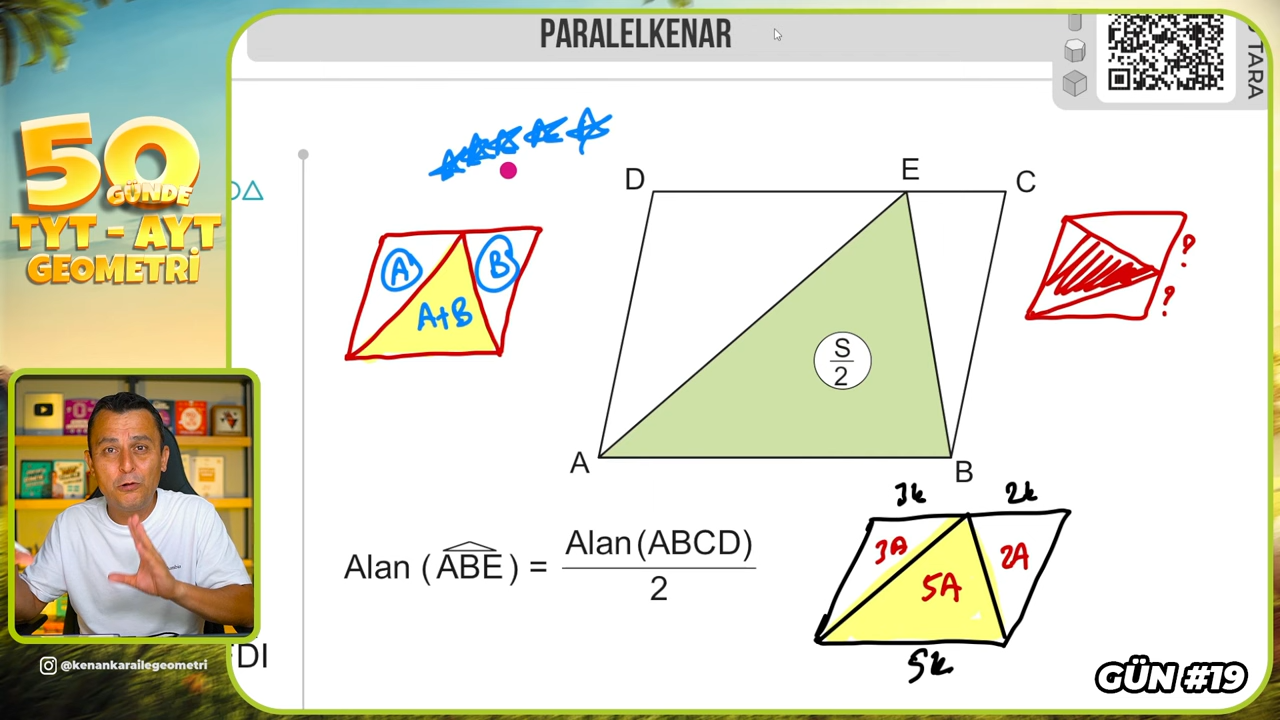 PARALELKENAR
TARA
50
GÜNDE
TYT - AYT
GEOMETRİ
D
E
C
A
B
A+B
?
?
S
2
A
B
3k
2k
3A
2A
5A
5k
Alan (ABE) = Alan (ABCD)
2
@kenankarailegeometri
GÜN #19